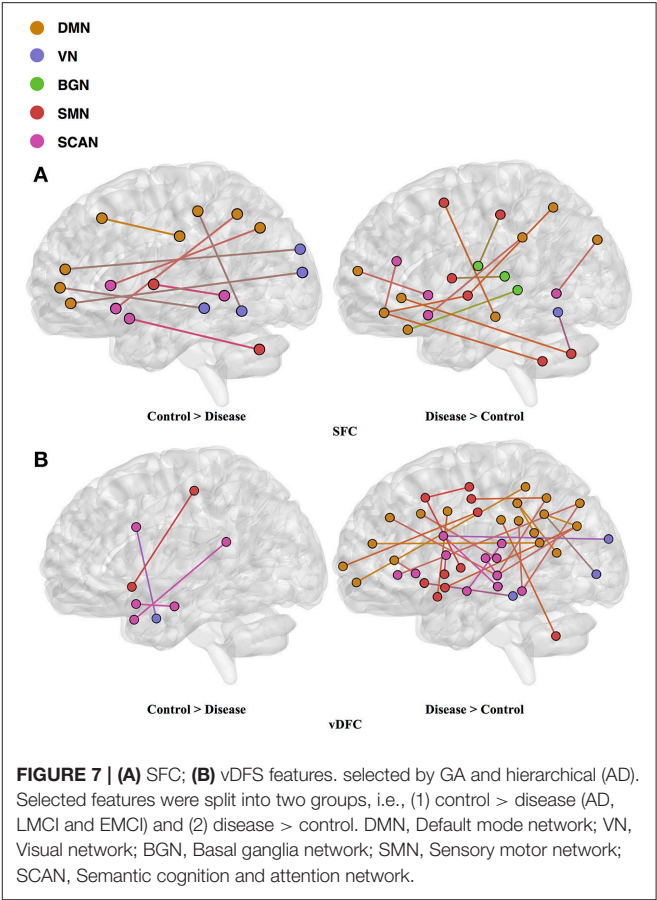 DMN
VN
BGN
SMN
SCAN
A
Control > Disease
Disease > Control
SFC
B
Control > Disease
Disease > Control
vDFC
FIGURE 7 | (A) SFC; (B) vDFS features. selected by GA and hierarchical (AD).
Selected features were split into two groups, i.e., (1) control > disease (AD,
LMCI and EMCI) and (2) disease > control. DMN, Default mode network; VN,
Visual network; BGN, Basal ganglia network; SMN, Sensory motor network;
SCAN, Semantic cognition and attention network.